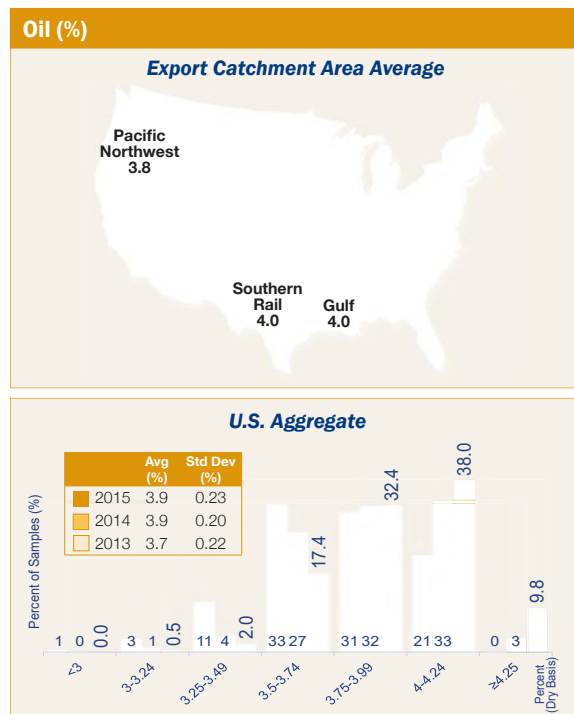 Oil (%)
Export Catchment Area Average
Pacific
Northwest
3.8
Southern
Rail
4.0
Gulf
4.0
U.S. Aggregate
Avg (%) Std Dev (%)
2015 3.9 0.23
2014 3.9 0.20
2013 3.7 0.22
Percent of Samples (%)
1 0 0.0
3 1 0.5
11 4 2.0
33 27 17.4
31 32 32.4
21 33 38.0
0 3 9.8
<3 3-3.24 3.25-3.49 3.5-3.74 3.75-3.99 4-4.24 ≥4.25
Percent
(Dry Basis)